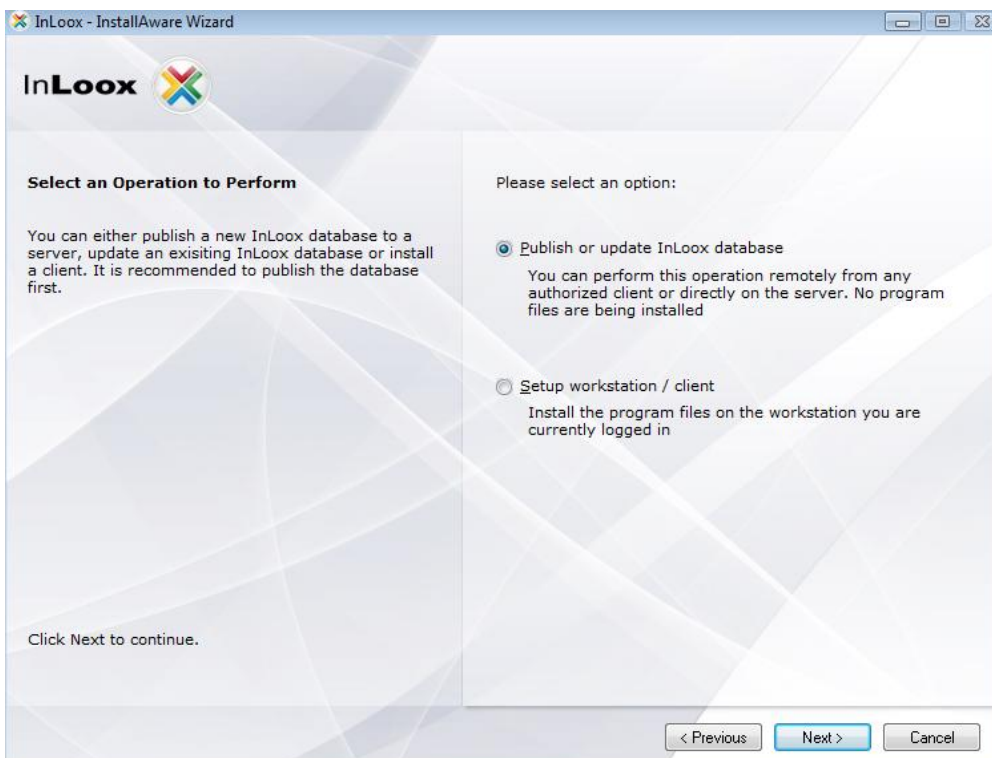 InLoox - InstallAware Wizard
InLoox
Select an Operation to Perform
You can either publish a new InLoox database to a
server, update an exisiting InLoox database or install
a client. It is recommended to publish the database
first.
Click Next to continue.
Please select an option:
Publish or update InLoox database
You can perform this operation remotely from any
authorized client or directly on the server. No program
files are being installed
Setup workstation / client
Install the program files on the workstation you are
currently logged in
< Previous
Next >
Cancel